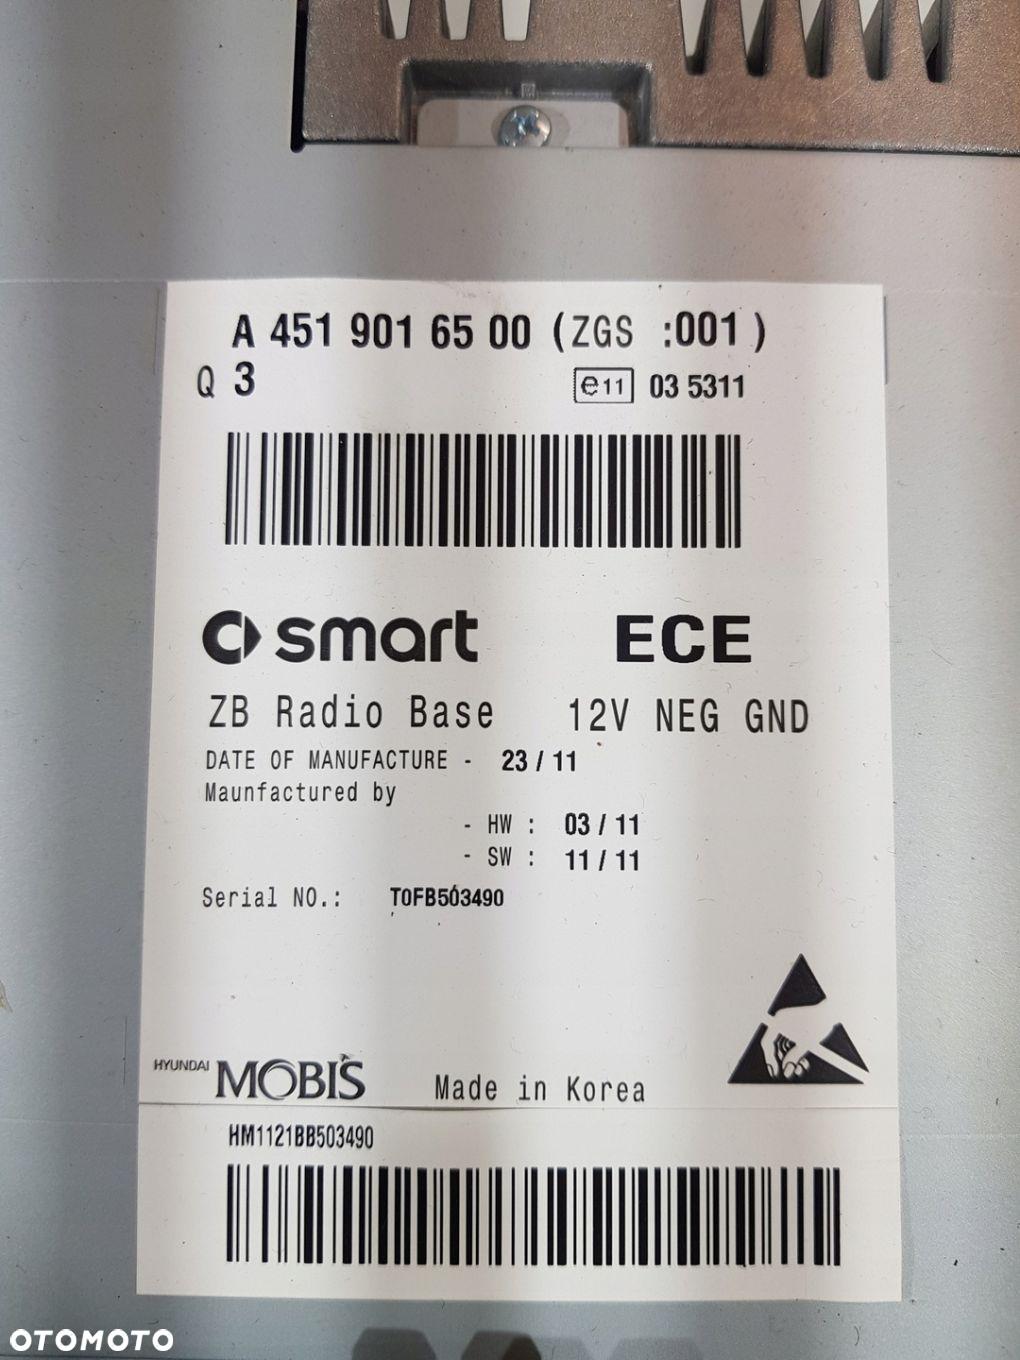 A 451 901 65 00 (ZGS :001 )
Q 3 e11 03 5311
smart ECE
ZB Radio Base 12V NEG GND
DATE OF MANUFACTURE - 23 / 11
Maunfactured by
- HW : 03 / 11
- SW : 11 / 11
Serial NO.: T0FB503490
HYUNDAI MOBIS Made in Korea
HM1121BB503490
OTOMOTO